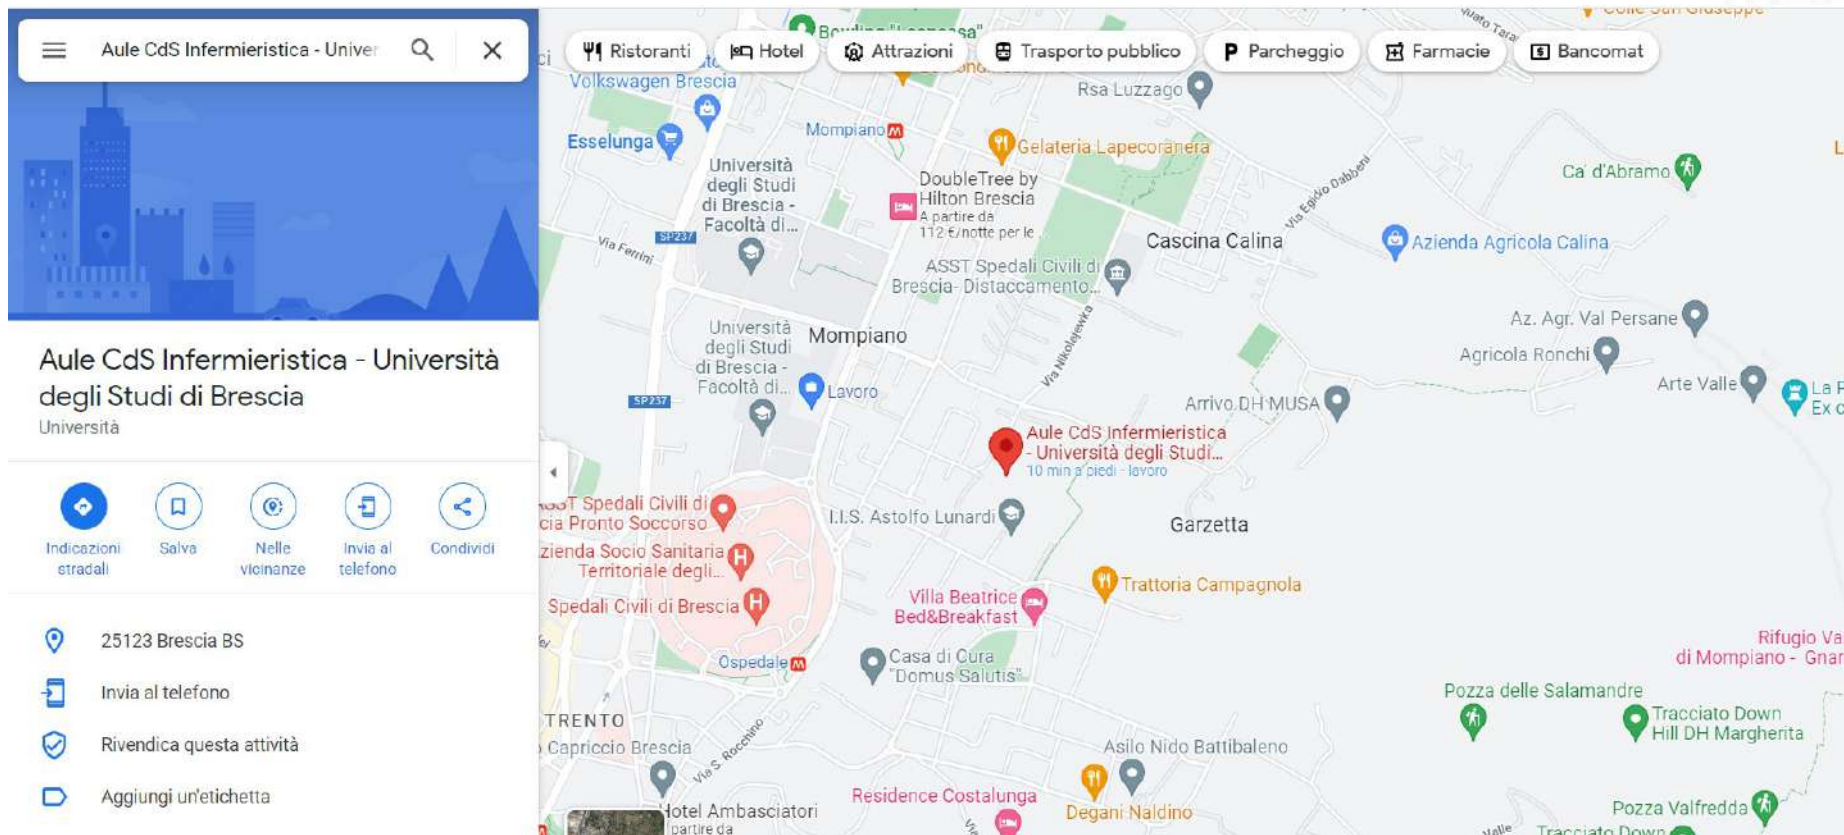 Aule CdS Infermieristica - Univer
Aule CdS Infermieristica - Università
degli Studi di Brescia
Università
Indicazioni
stradali
Salva
Nelle
vicinanze
Invia al
telefono
Condividi
25123 Brescia BS
Invia al telefono
Rivendica questa attività
Aggiungi un'etichetta
Ristoranti
Hotel
Attrazioni
Trasporto pubblico
Parcheggio
Farmacie
Bancomat
Volkswagen Brescia
Rsa Luzzago
Esselunga
Mompiano
Gelateria Lapecoranera
Università
degli Studi
di Brescia -
Facoltà di...
DoubleTree by
Hilton Brescia
A partire da
112 €/notte per le
Via Egidio Dabbeni
Ca' d'Abramo
SP237
Via Ferrini
Cascina Calina
Azienda Agricola Calina
ASST Spedali Civili di
Brescia- Distaccamento...
Università
degli Studi
di Brescia -
Facoltà di...
Mompiano
Via Nikolajewka
Az. Agr. Val Persane
Agricola Ronchi
Arte Valle
La P
Ex c
SP237
Lavoro
Arrivo DH MUSA
Aule CdS Infermieristica
- Università degli Studi...
10 min a piedi - lavoro
ASST Spedali Civili di
cia Pronto Soccorso
I.I.S. Astolfo Lunardi
Garzetta
zienda Socio Sanitaria
Territoriale degli...
Spedali Civili di Brescia
Villa Beatrice
Bed&Breakfast
Trattoria Campagnola
Ospedale
Casa di Cura
"Domus Salutis"
Rifugio Va
di Mompiano - Gnar
Pozza delle Salamandre
Tracciato Down
Hill DH Margherita
TRENTO
Capriccio Brescia
Via S. Rocchino
Asilo Nido Battibaleno
Residence Costalunga
Degani Naldino
Hotel Ambasciatori
partire da
Pozza Valfredda
Valle
Tracciato Down